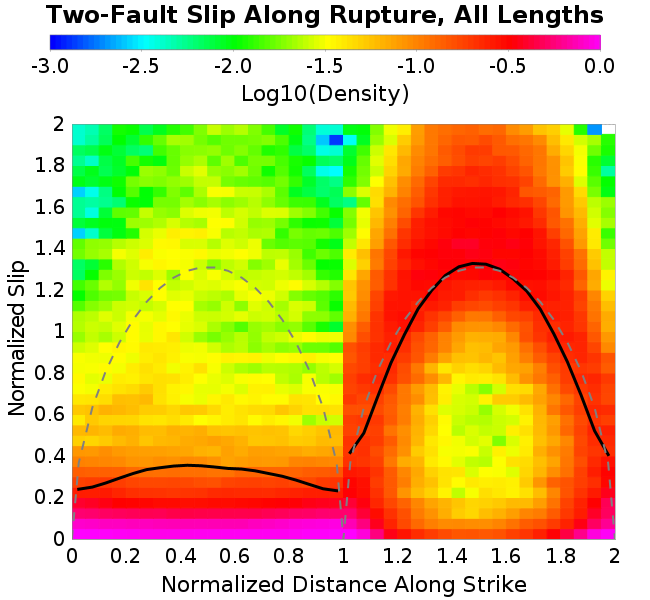 Two-Fault Slip Along Rupture, All Lengths
-3.0 -2.5 -2.0 -1.5 -1.0 -0.5 0.0
Log10(Density)
2
1.8
1.6
1.4
1.2
1
0.8
0.6
0.4
0.2
0
Normalized Slip
0 0.2 0.4 0.6 0.8 1 1.2 1.4 1.6 1.8 2
Normalized Distance Along Strike